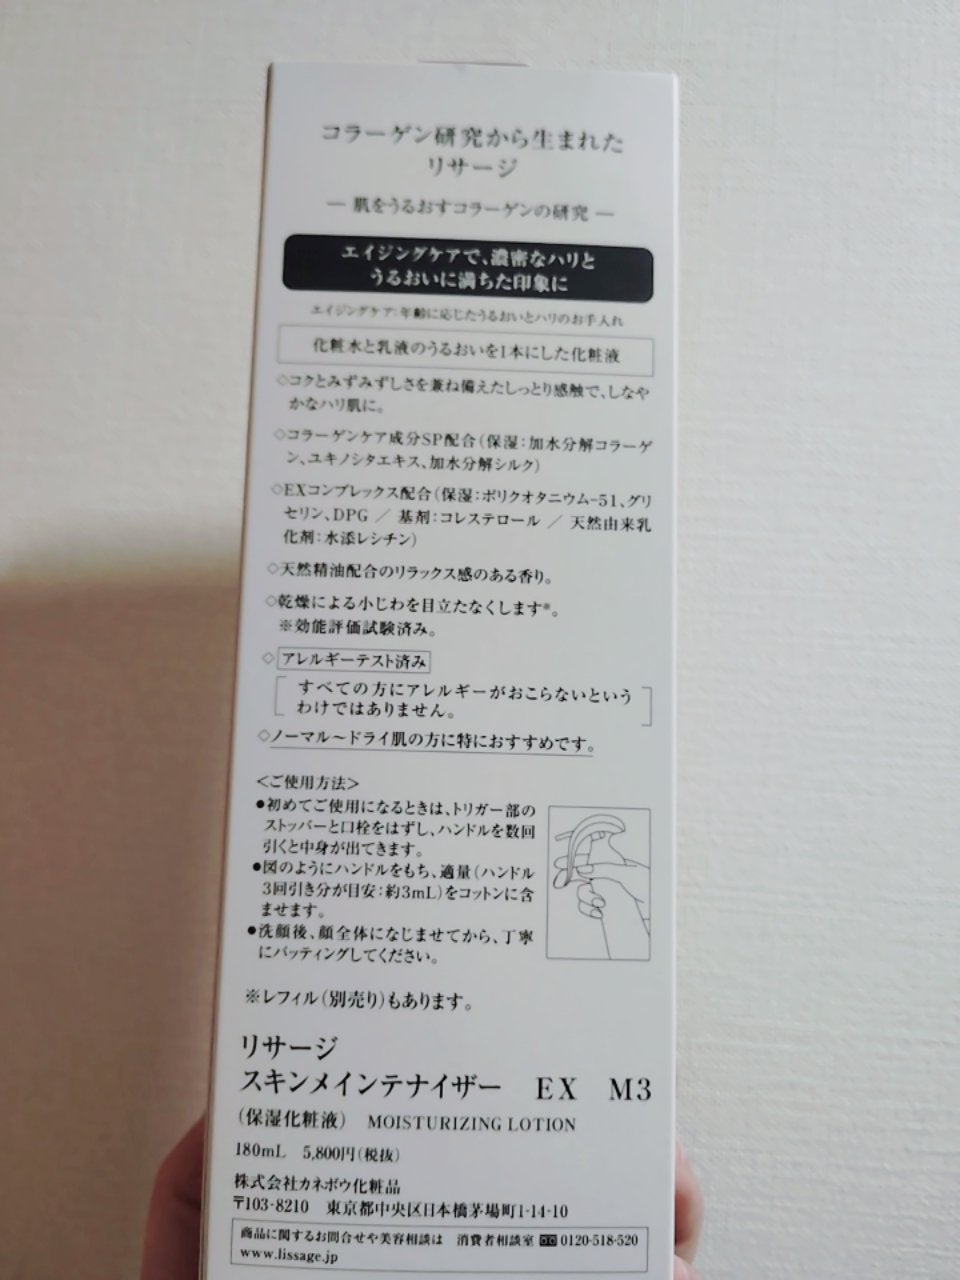 コラーゲン研究から生まれた
リサージ
― 肌をうるおすコラーゲンの研究 ―
エイジングケアで、濃密なハリと
うるおいに満ちた印象に
エイジングケア：年齢に応じたうるおいとハリのお手入れ
化粧水と乳液のうるおいを1本にした化粧液
◇コクとみずみずしさを兼ね備えたしっとり感触で、しなや
かなハリ肌に。
◇コラーゲンケア成分SP配合（保湿：加水分解コラーゲ
ン、ユキノシタエキス、加水分解シルク）
◇EXコンプレックス配合（保湿：ポリクオタニウム-51、グリ
セリン、DPG ／ 基剤：コレステロール ／ 天然由来乳
化剤：水添レシチン）
◇天然精油配合のリラックス感のある香り。
◇乾燥による小じわを目立たなくします※。
※効能評価試験済み。
◇アレルギーテスト済み
すべての方にアレルギーがおこらないという
わけではありません。
◇ノーマル～ドライ肌の方に特におすすめです。
＜ご使用方法＞
●初めてご使用になるときは、トリガー部の
ストッパーと口栓をはずし、ハンドルを数回
引くと中身が出てきます。
●図のようにハンドルをもち、適量（ハンドル
3回引き分が目安：約3mL）をコットンに含
ませます。
●洗顔後、顔全体になじませてから、丁寧
にパッティングしてください。
※レフィル（別売り）もあります。
リサージ
スキンメインテナイザー EX M3
（保湿化粧液） MOISTURIZING LOTION
180mL 5,800円（税抜）
株式会社カネボウ化粧品
〒103-8210 東京都中央区日本橋茅場町1-14-10
商品に関するお問合せや美容相談は 消費者相談室 0120-518-520
www.lissage.jp